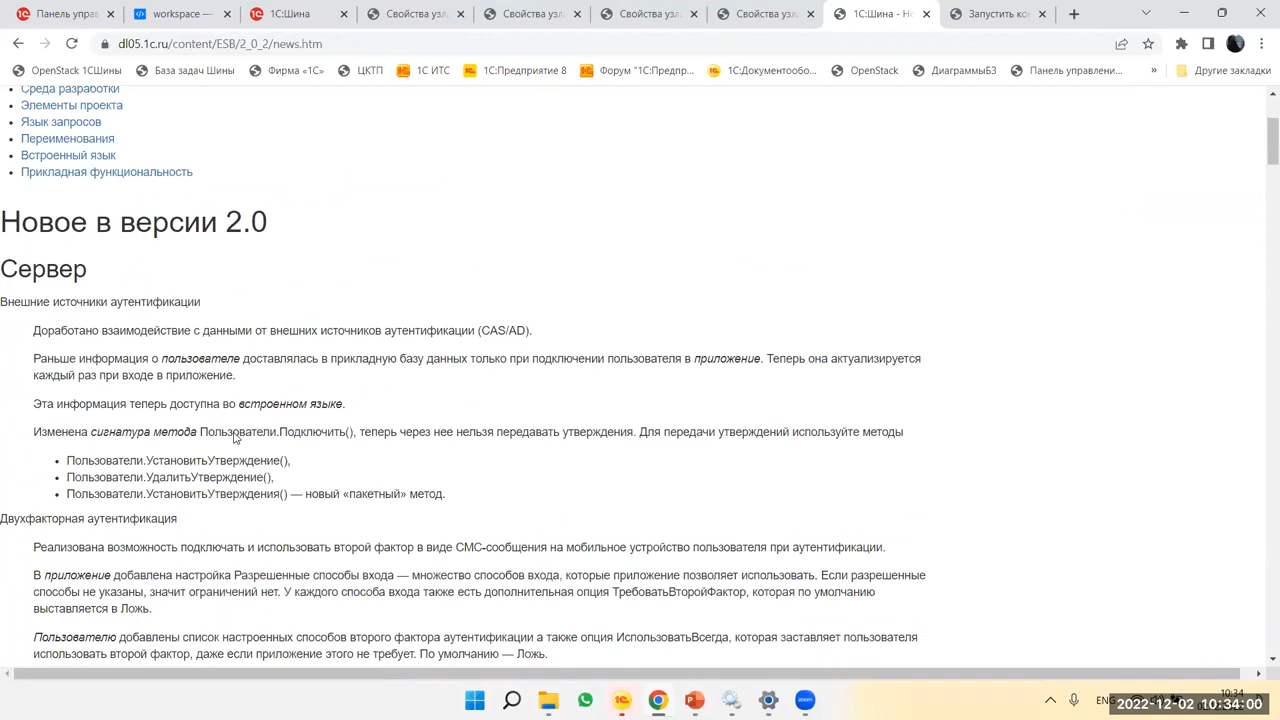 Панель упра
workspace —
1С:Шина
Свойства узл
Свойства узл
Свойства узл
Свойства узл
1С:Шина - Но
Запустить ко
dl05.1c.ru/content/ESB/2_0_2/news.htm
OpenStack 1СШины
База задач Шины
Фирма «1С»
ЦКТП
1С ИТС
1С:Предприятие 8
Форум "1С:Предпр...
1С:Документообо...
OpenStack
ДиаграммыБЗ
Панель управлени...
»
Другие закладки
Среда разработки
Элементы проекта
Язык запросов
Переименования
Встроенный язык
Прикладная функциональность
Новое в версии 2.0
Сервер
Внешние источники аутентификации
Доработано взаимодействие с данными от внешних источников аутентификации (CAS/AD).
Раньше информация о пользователе доставлялась в прикладную базу данных только при подключении пользователя в приложение. Теперь она актуализируется
каждый раз при входе в приложение.
Эта информация теперь доступна во встроенном языке.
Изменена сигнатура метода Пользователи.Подключить(), теперь через нее нельзя передавать утверждения. Для передачи утверждений используйте методы
Пользователи.УстановитьУтверждение(),
Пользователи.УдалитьУтверждение(),
Пользователи.УстановитьУтверждения() — новый «пакетный» метод.
Двухфакторная аутентификация
Реализована возможность подключать и использовать второй фактор в виде СМС-сообщения на мобильное устройство пользователя при аутентификации.
В приложение добавлена настройка Разрешенные способы входа — множество способов входа, которые приложение позволяет использовать. Если разрешенные
способы не указаны, значит ограничений нет. У каждого способа входа также есть дополнительная опция ТребоватьВторойФактор, которая по умолчанию
выставляется в Ложь.
Пользователю добавлены список настроенных способов второго фактора аутентификации а также опция ИспользоватьВсегда, которая заставляет пользователя
использовать второй фактор, даже если приложение этого не требует. По умолчанию — Ложь.
ENG
10:34
2022-12-02 10:34:00